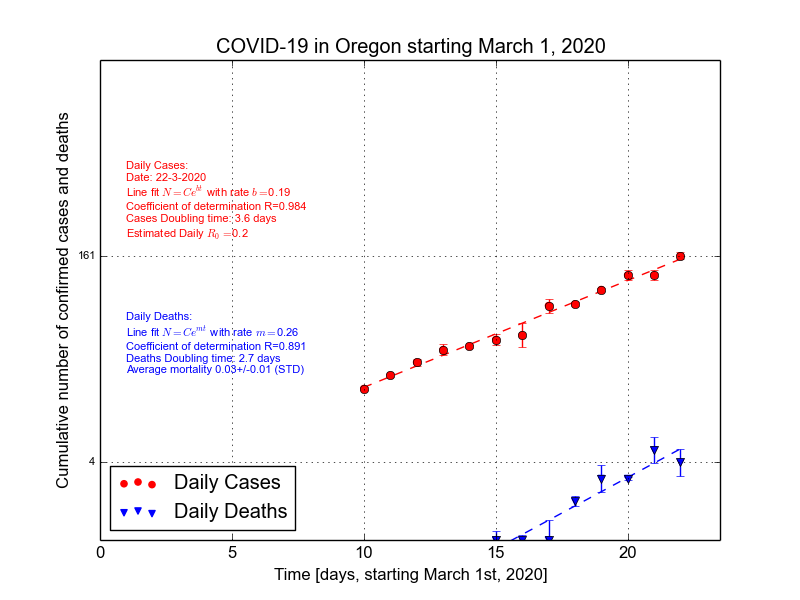 COVID-19 in Oregon starting March 1, 2020
Cumulative number of confirmed cases and deaths
Daily Cases:
Date: 22-3-2020
Line fit N = Ce^{bt} with rate b = 0.19
Coefficient of determination R=0.984
Cases Doubling time: 3.6 days
Estimated Daily R_0 = 0.2
161
Daily Deaths:
Line fit N = Ce^{mt} with rate m = 0.26
Coefficient of determination R=0.891
Deaths Doubling time: 2.7 days
Average mortality 0.03+/-0.01 (STD)
4
Daily Cases
Daily Deaths
0 5 10 15 20
Time [days, starting March 1st, 2020]